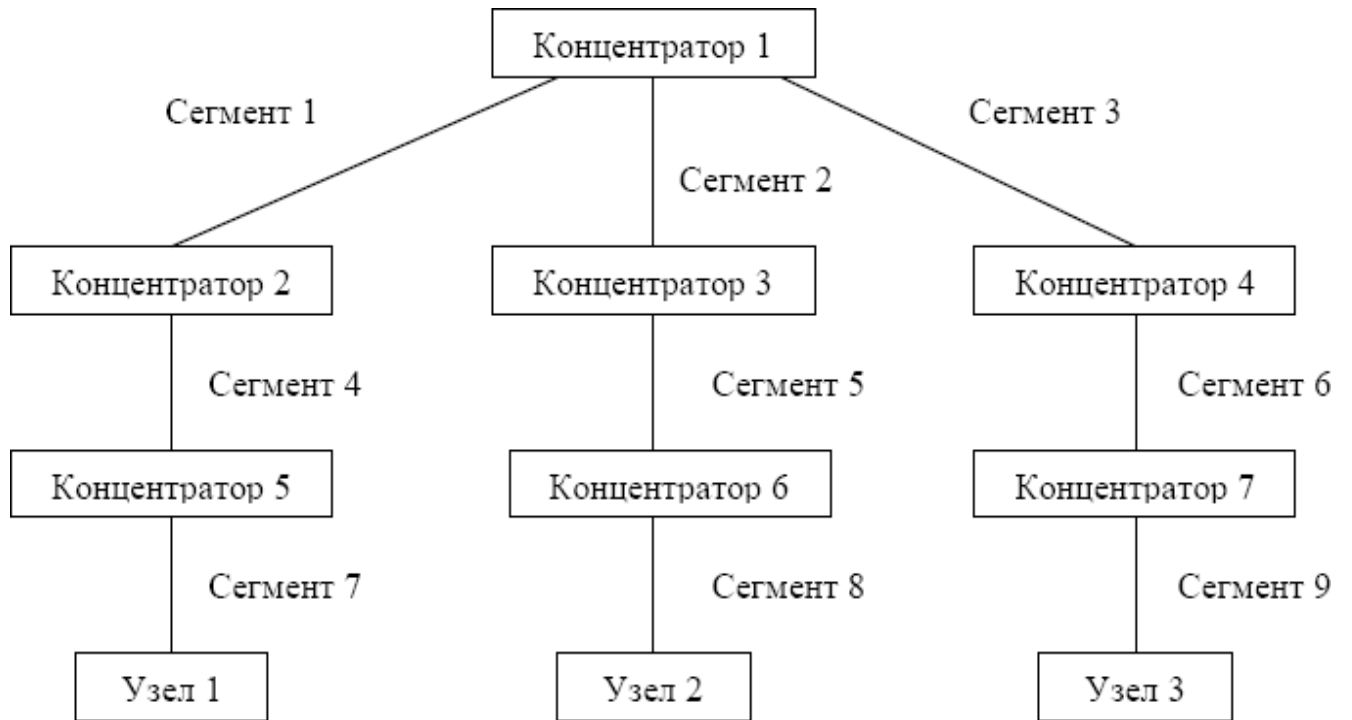 Концентратор 1
Сегмент 1
Сегмент 3
Сегмент 2
Концентратор 2
Концентратор 3
Концентратор 4
Сегмент 4
Сегмент 5
Сегмент 6
Концентратор 5
Концентратор 6
Концентратор 7
Сегмент 7
Сегмент 8
Сегмент 9
Узел 1
Узел 2
Узел 3